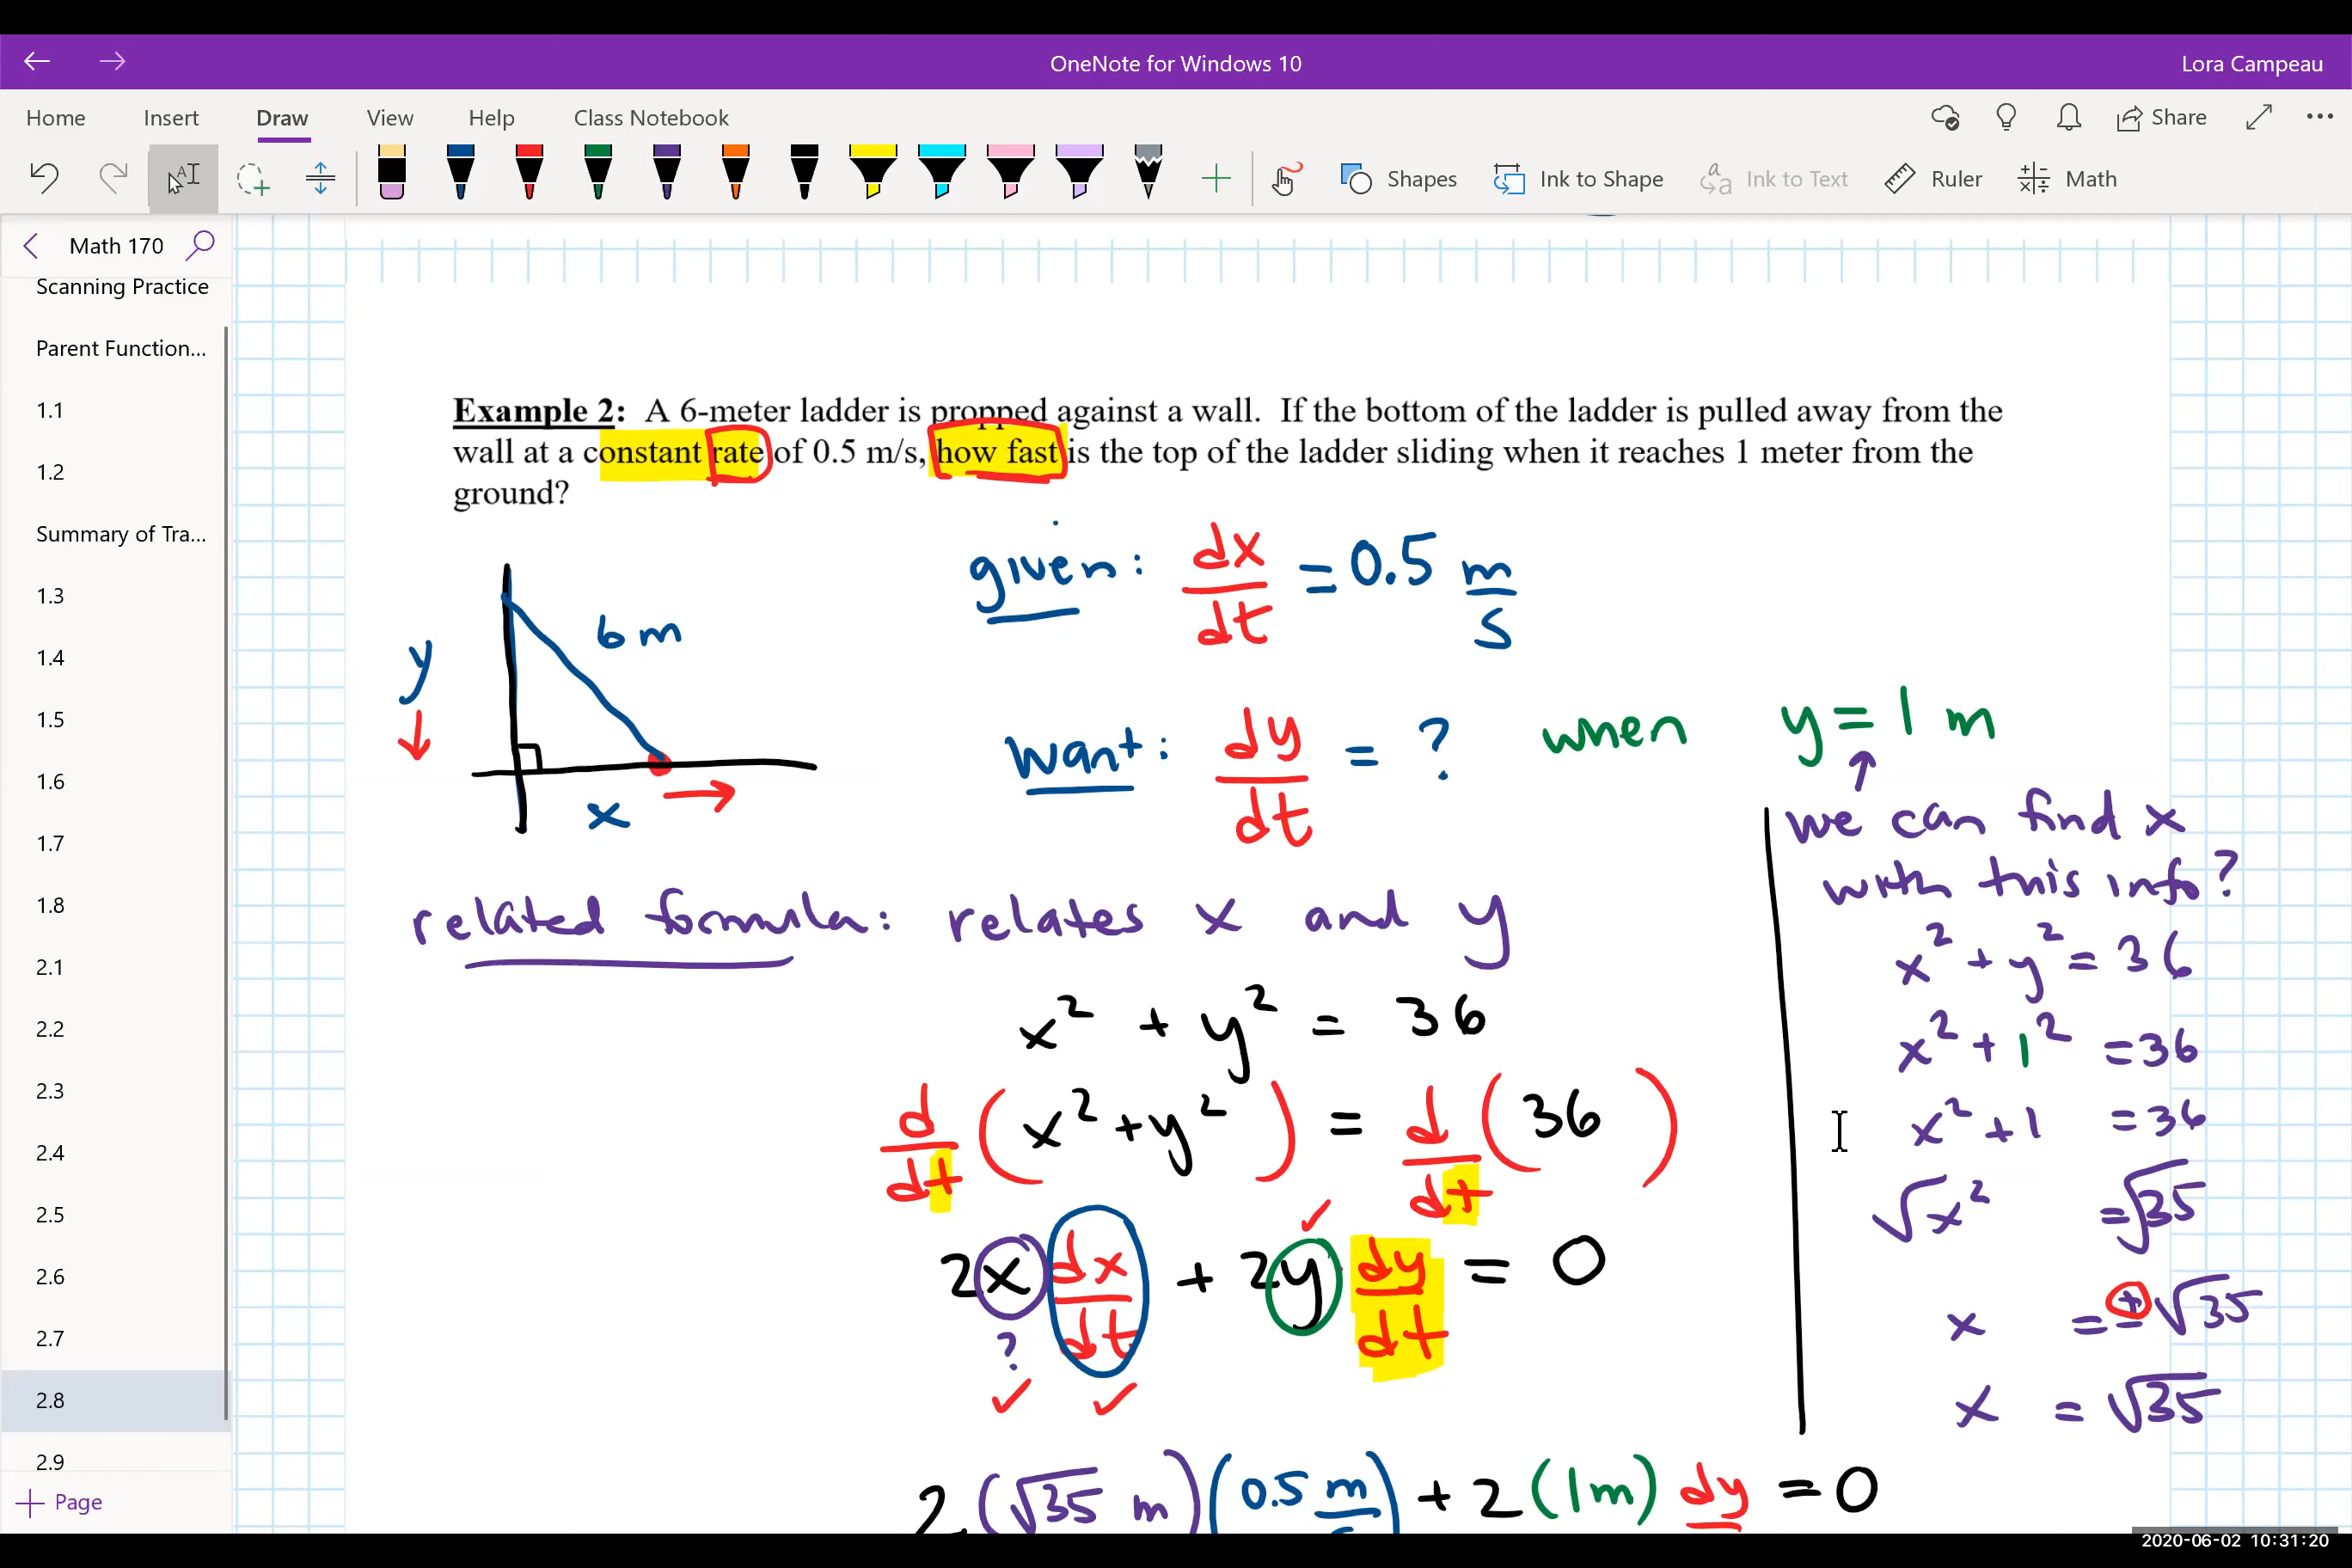 OneNote for Windows 10
Lora Campeau
Home Insert Draw View Help Class Notebook
Share
Shapes Ink to Shape Ink to Text Ruler Math
Math 170
Scanning Practice
Parent Function...
1.1
1.2
Summary of Tra...
1.3
1.4
1.5
1.6
1.7
1.8
2.1
2.2
2.3
2.4
2.5
2.6
2.7
2.8
2.9
Page
Example 2: A 6-meter ladder is propped against a wall. If the bottom of the ladder is pulled away from the
wall at a constant rate of 0.5 m/s, how fast is the top of the ladder sliding when it reaches 1 meter from the
ground?
y
6 m
x
given: dx/dt = 0.5 m/s
want: dy/dt = ? when y = 1 m
related formula: relates x and y
x² + y² = 36
d/dt (x² + y²) = d/dt (36)
2x dx/dt + 2y dy/dt = 0
?
2 (√35 m)(0.5 m/s) + 2 (1m) dy = 0
we can find x
with this info?
x² + y² = 36
x² + 1² = 36
x² + 1 = 36
√x² = √35
x = ±√35
x = √35
2020-06-02 10:31:20